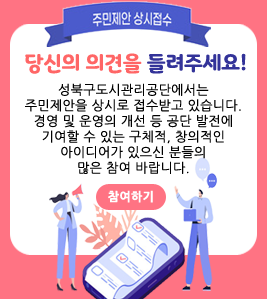 주민제안 상시접수
당신의 의견을 들려주세요!
성북구도시관리공단에서는
주민제안을 상시로 접수받고 있습니다.
경영 및 운영의 개선 등 공단 발전에
기여할 수 있는 구체적, 창의적인
아이디어가 있으신 분들의
많은 참여 바랍니다.
참여하기